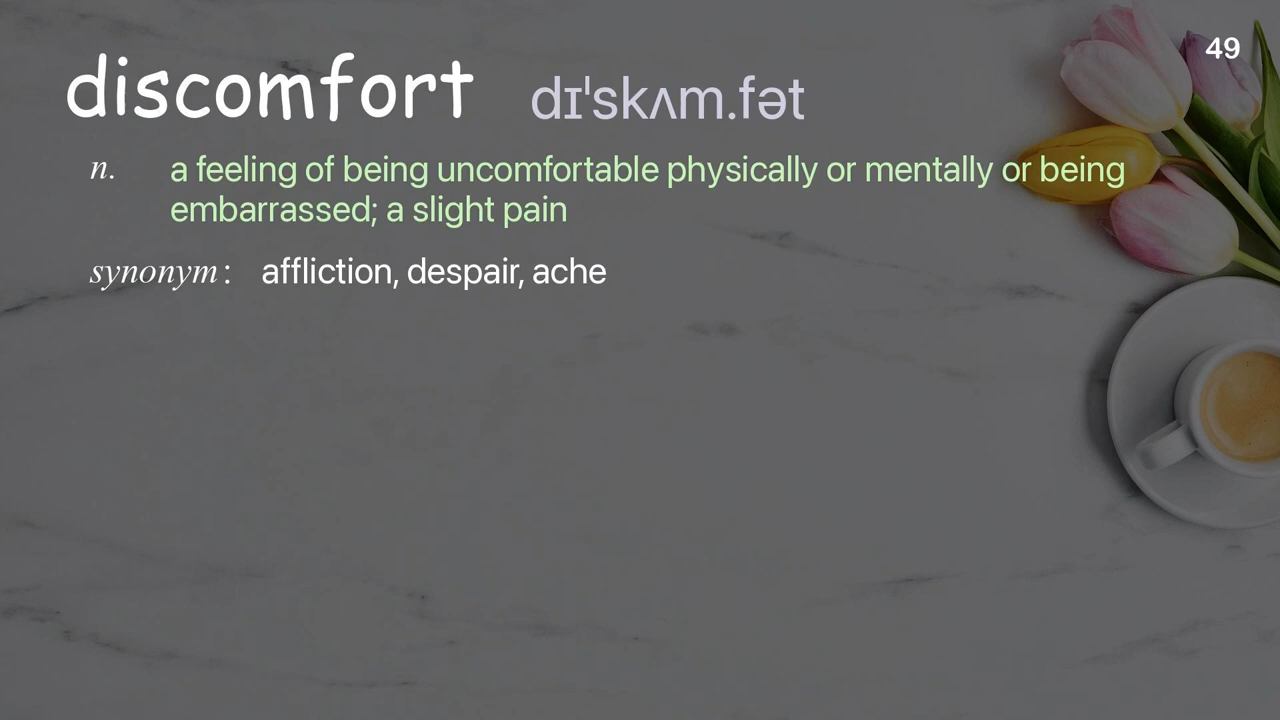 49
discomfort dɪˈskʌm.fət
n. a feeling of being uncomfortable physically or mentally or being
embarrassed; a slight pain
synonym: affliction, despair, ache